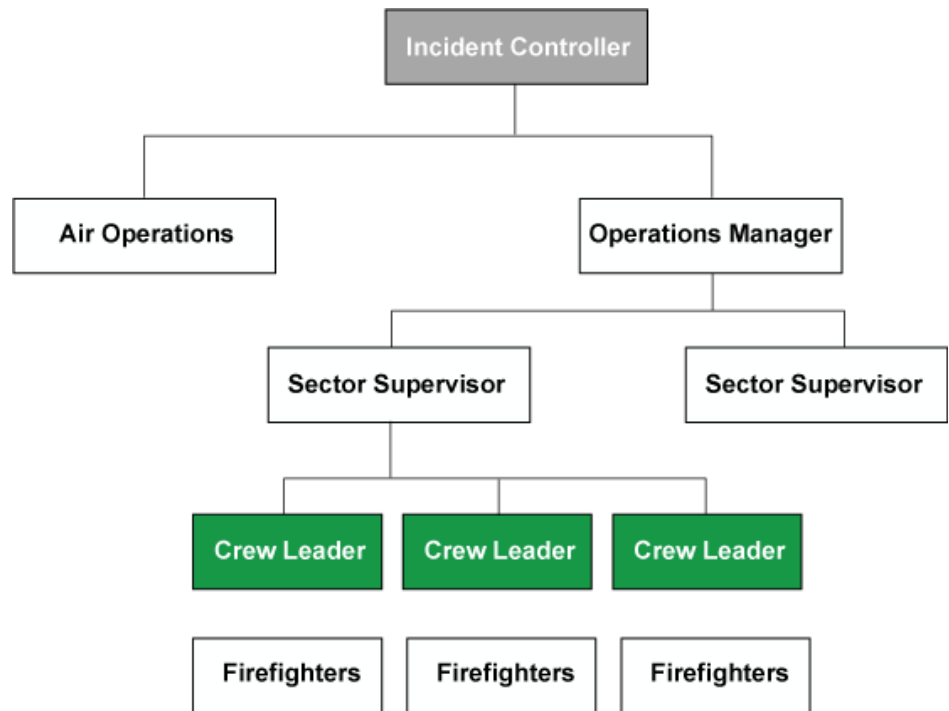 Incident Controller
Air Operations
Operations Manager
Sector Supervisor
Sector Supervisor
Crew Leader
Crew Leader
Crew Leader
Firefighters
Firefighters
Firefighters